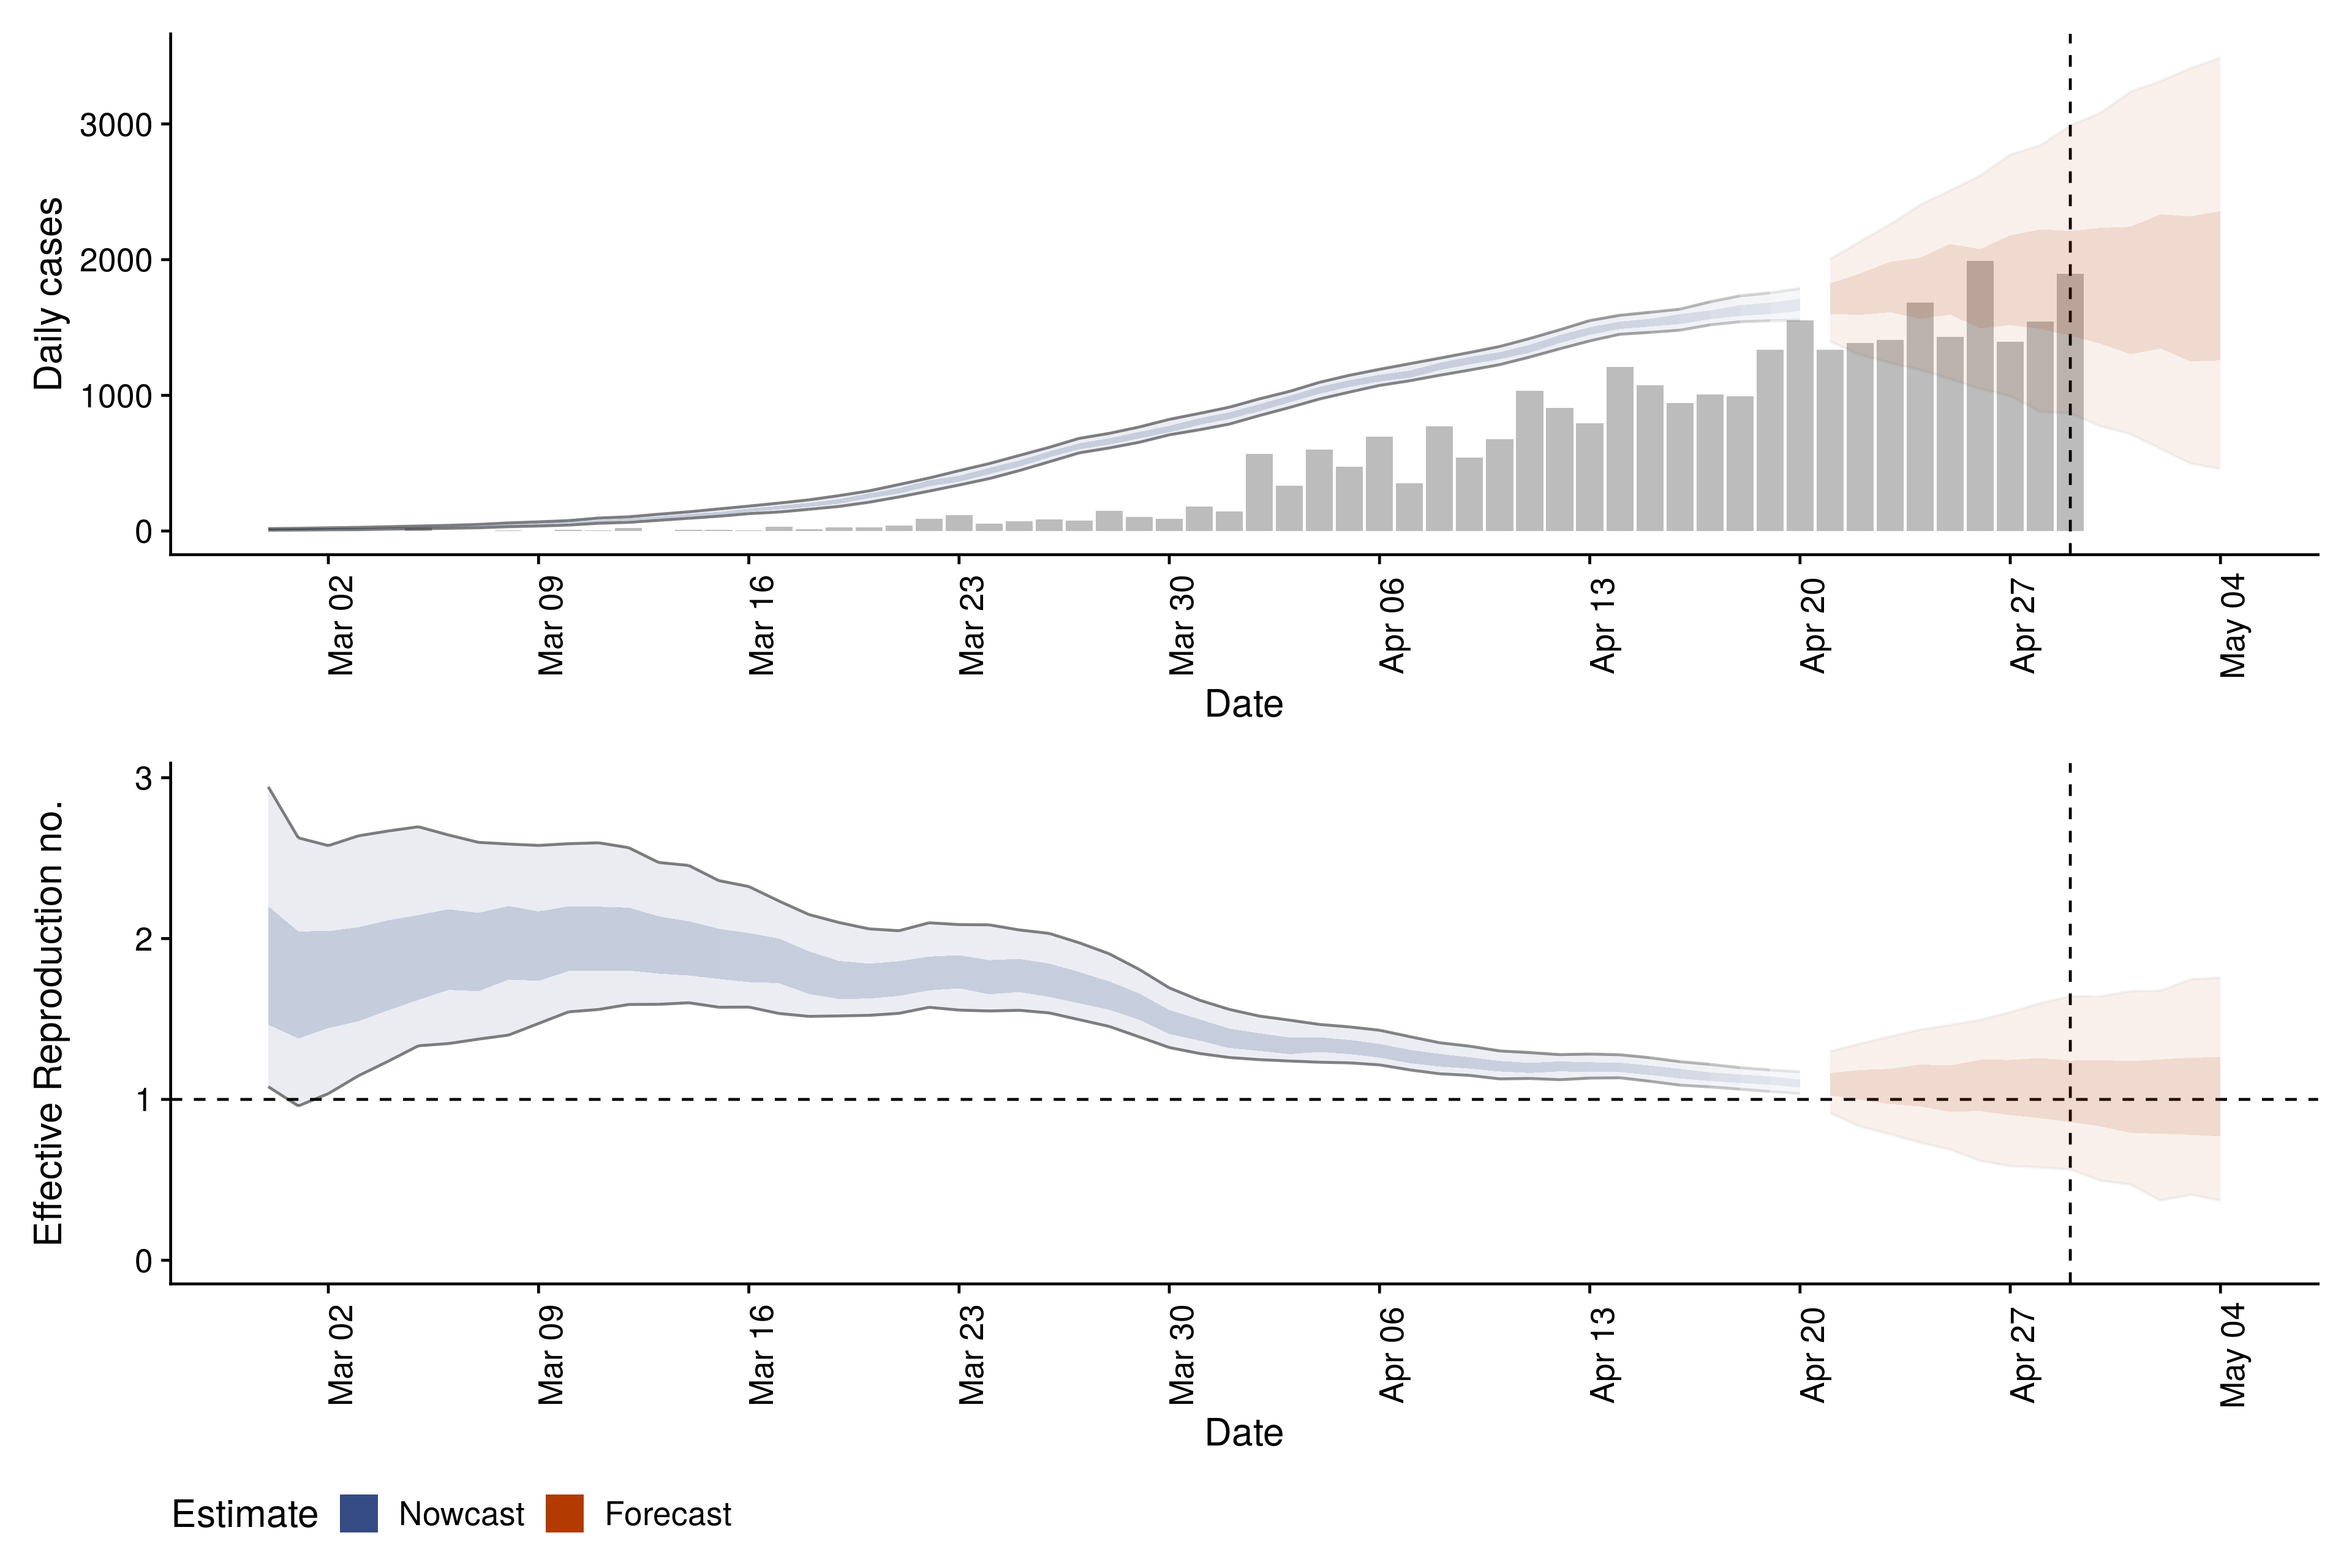 Daily cases
3000
2000
1000
0
Mar 02
Mar 09
Mar 16
Mar 23
Mar 30
Apr 06
Apr 13
Apr 20
Apr 27
May 04
Date
Effective Reproduction no.
3
2
1
0
Mar 02
Mar 09
Mar 16
Mar 23
Mar 30
Apr 06
Apr 13
Apr 20
Apr 27
May 04
Date
Estimate Nowcast Forecast